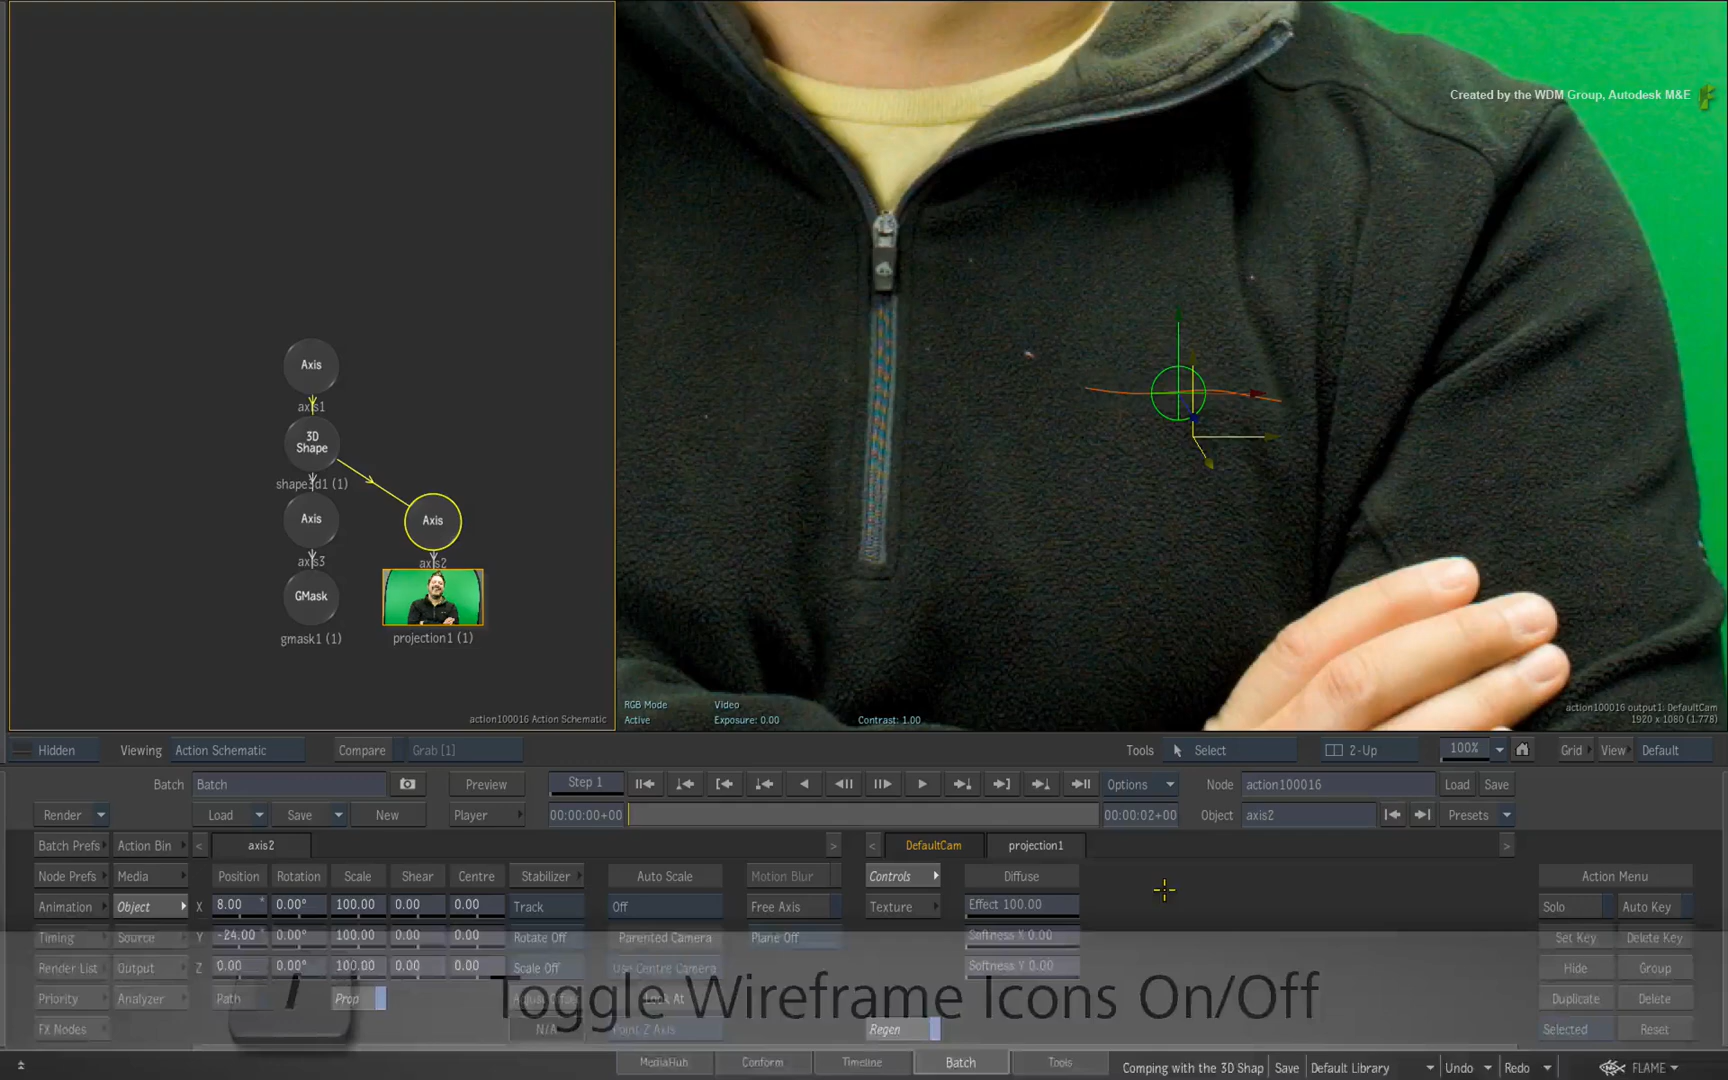 Created by the WDM Group, Autodesk M&E
Axis
axis1
3D
Shape
shape3d1 (1)
Axis
axis3
GMask
gmask1 (1)
Axis
axis2
projection1 (1)
action100016 Action Schematic
RGB Mode
Active
Video
Exposure: 0.00
Contrast: 1.00
action100016 output1: DefaultCam
1920 x 1080 (1.778)
Hidden Viewing Action Schematic Compare Grab [1] Tools Select 2-Up 100% Grid View Default
Batch Batch Preview Step 1 Options Node action100016 Load Save
Render Load Save New Player 00:00:00+00 00:00:02+00 Object axis2 Presets
Batch Prefs Action Bin < axis2 > < DefaultCam projection1 >
Node Prefs Media Position Rotation Scale Shear Centre Stabilizer Auto Scale Motion Blur Controls Diffuse Action Menu
Animation Object X 8.00 0.00° 100.00 0.00 0.00 Track Off Free Axis Texture Effect 100.00 Solo Auto Key
Timing Source Y -24.00 0.00° 100.00 0.00 0.00 Rotate Off Parented Camera Plane Off Softness X 0.00 Set Key Delete Key
Render List Output Z 0.00 0.00° 100.00 0.00 0.00 Scale Off Use Centre Camera Softness Y 0.00 Hide Group
Priority Analyzer Path Prop Adjust Offset Look At Duplicate Delete
I
Toggle Wireframe Icons On/Off
FX Nodes N/A Point Z Axis Regen Selected Reset
MediaHub Conform Timeline Batch Tools Comping with the 3D Shap Save Default Library Undo Redo FLAME